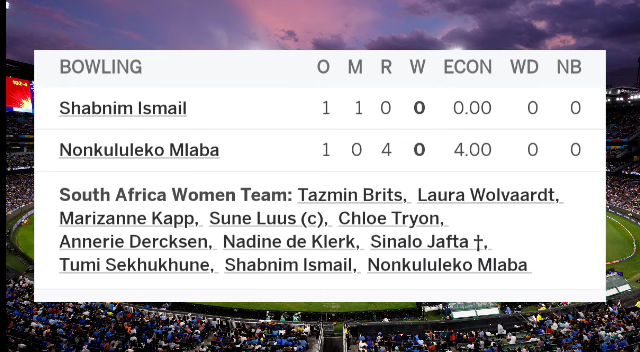 BOWLING O M R W ECON WD NB
Shabnim Ismail 1 1 0 0 0.00 0 0
Nonkululeko Mlaba 1 0 4 0 4.00 0 0
South Africa Women Team: Tazmin Brits, Laura Wolvaardt,
Marizanne Kapp, Sune Luus (c), Chloe Tryon,
Annerie Dercksen, Nadine de Klerk, Sinalo Jafta †,
Tumi Sekhukhune, Shabnim Ismail, Nonkululeko Mlaba